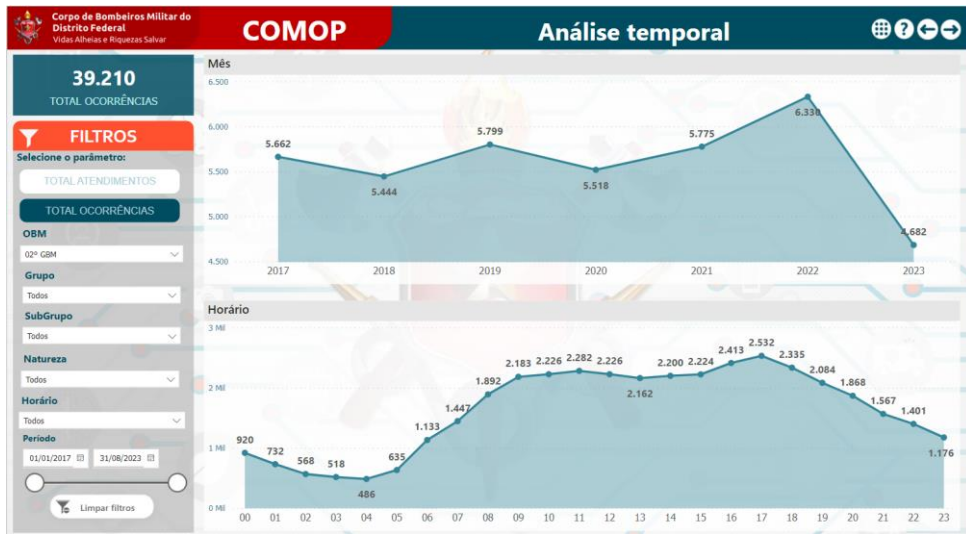 Corpo de Bombeiros Militar do
Distrito Federal
Vidas Alheias e Riquezas Salvar
COMOP
Análise temporal
39.210
TOTAL OCORRÊNCIAS
FILTROS
Selecione o parâmetro:
TOTAL ATENDIMENTOS
TOTAL OCORRÊNCIAS
OBM
02º GBM
Grupo
Todos
SubGrupo
Todos
Natureza
Todos
Horário
Todos
Período
01/01/2017 31/08/2023
Limpar filtros
Mês
6.500
6.000
5.500
5.000
4.500
5.662
5.444
5.799
5.518
5.775
6.330
4.682
2017 2018 2019 2020 2021 2022 2023
Horário
3 Mil
2 Mil
1 Mil
0 Mil
920 732 568 518 486 635 1.133 1.447 1.892 2.183 2.226 2.282 2.226 2.162 2.200 2.224 2.413 2.532 2.335 2.084 1.868 1.567 1.401 1.176
00 01 02 03 04 05 06 07 08 09 10 11 12 13 14 15 16 17 18 19 20 21 22 23